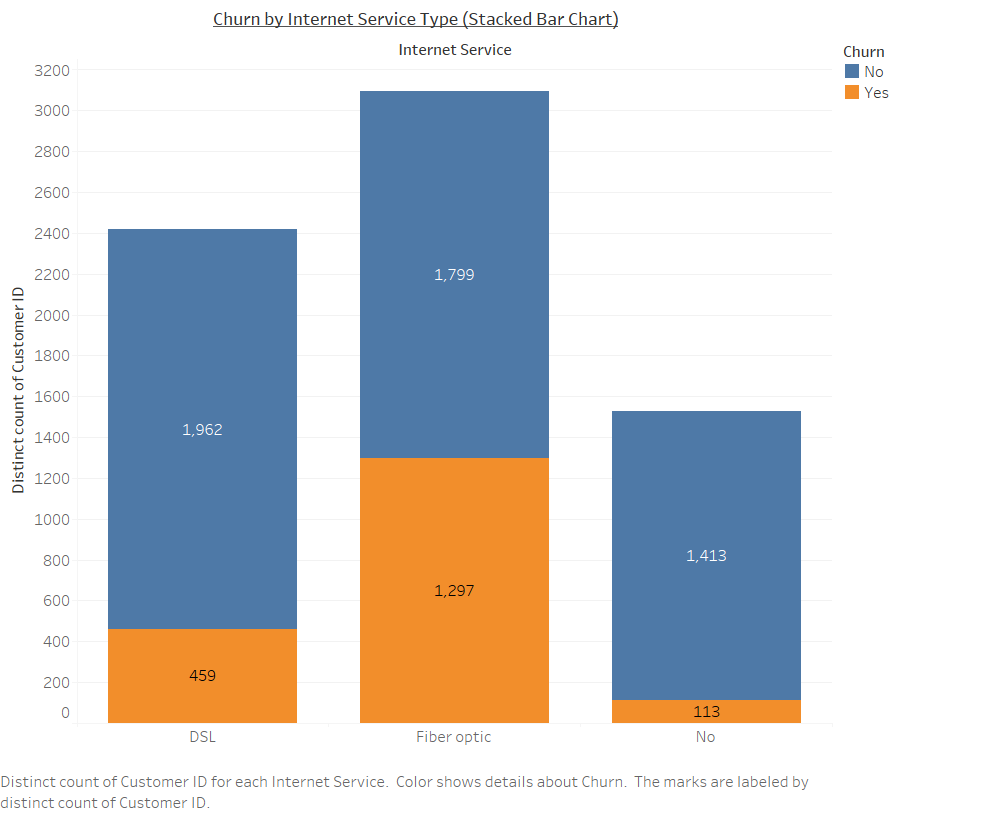 Churn by Internet Service Type (Stacked Bar Chart)
Internet Service
Churn
No
Yes
Distinct count of Customer ID
3200
3000
2800
2600
2400
2200
2000
1800
1600
1400
1200
1000
800
600
400
200
0
1,962
459
1,799
1,297
1,413
113
DSL
Fiber optic
No
Distinct count of Customer ID for each Internet Service. Color shows details about Churn. The marks are labeled by
distinct count of Customer ID.